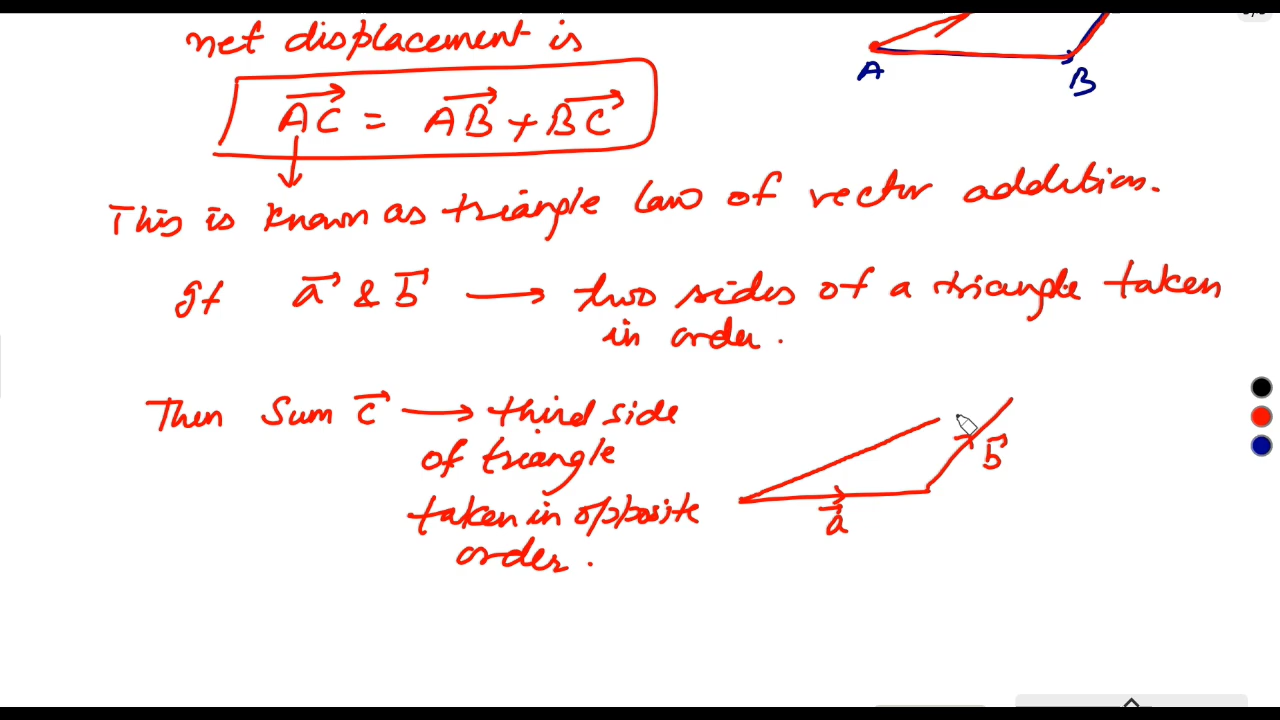 net displacement is
A
B
AC = AB + BC
This is known as triangle law of vector addition.
If a & b → two sides of a triangle taken
in order.
Then Sum c → third side
of triangle
taken in opposite
order.
b
a